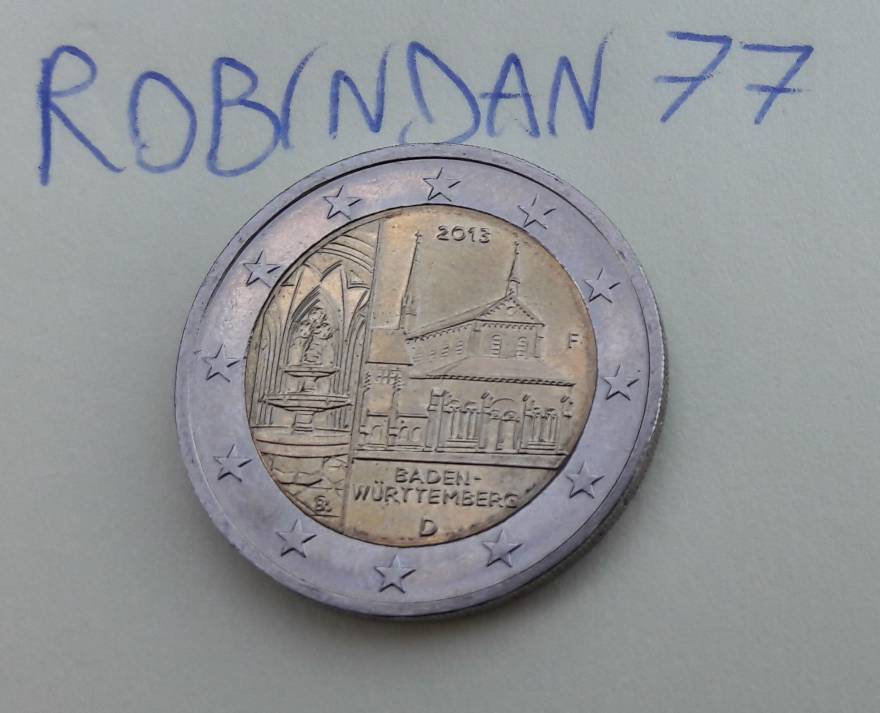 ROBINDAN 77
2013
F
BADEN-
WÜRTTEMBERG
D